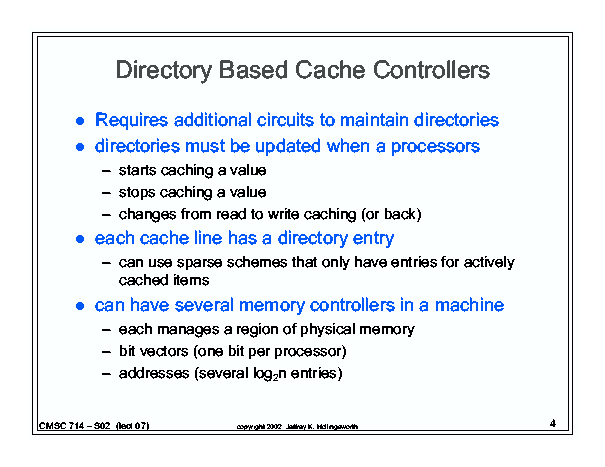 Directory Based Cache Controllers
● Requires additional circuits to maintain directories
● directories must be updated when a processors
– starts caching a value
– stops caching a value
– changes from read to write caching (or back)
● each cache line has a directory entry
– can use sparse schemes that only have entries for actively
cached items
● can have several memory controllers in a machine
– each manages a region of physical memory
– bit vectors (one bit per processor)
– addresses (several log₂n entries)
CMSC 714 – S02 (lect 07)
copyright 2002 Jeffrey K. Hollingsworth
4